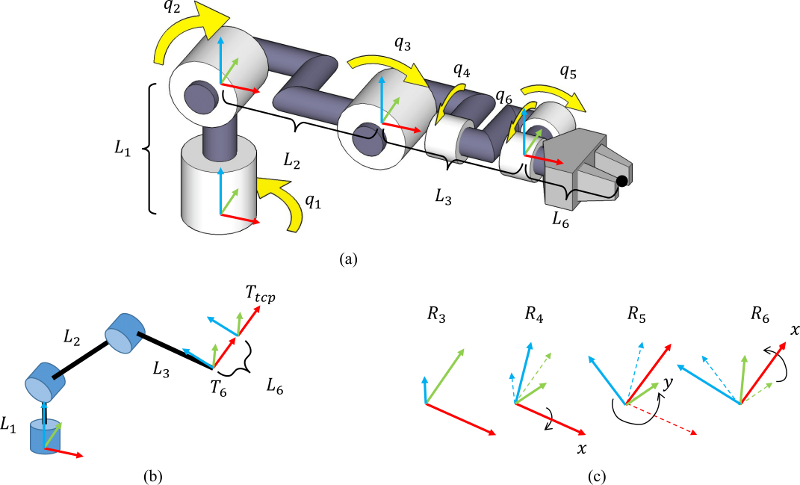 q₂
q₃
q₄
q₆
q₅
L₁
L₂
q₁
L₃
L₆
(a)
T_tcp
L₂
L₃
T₆
L₆
L₁
(b)
R₃
R₄
R₅
R₆
x
y
x
(c)